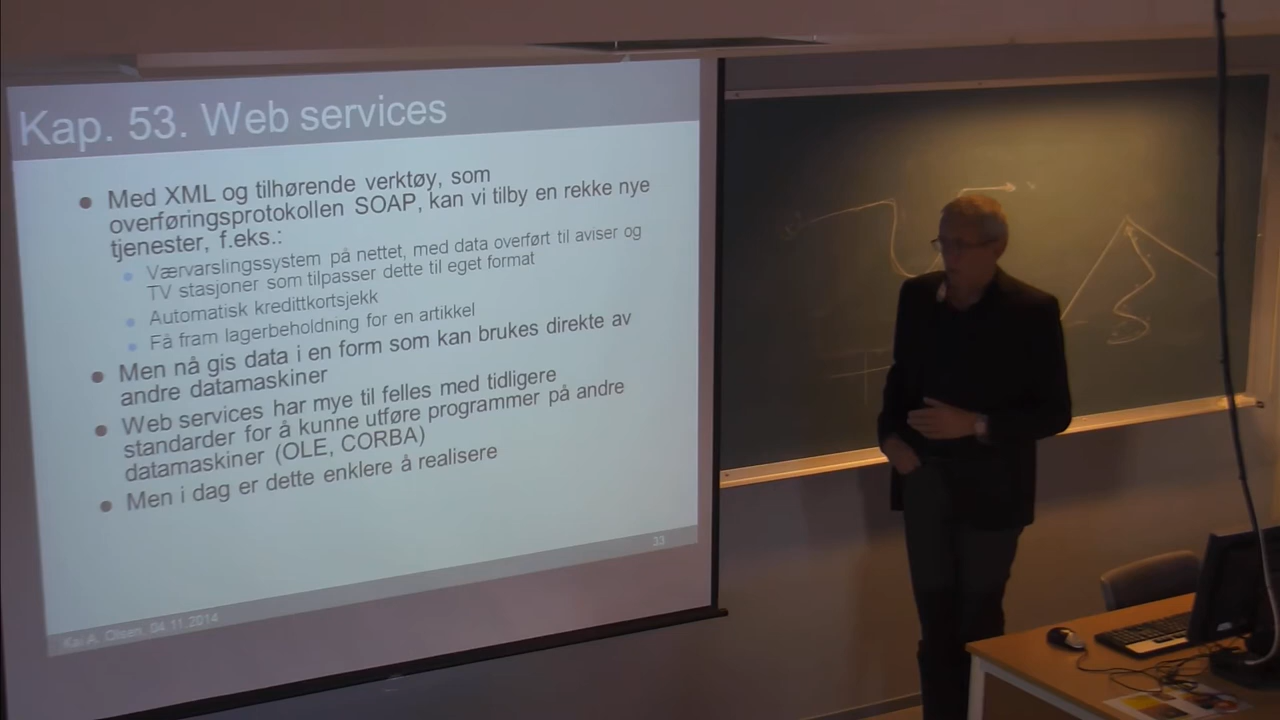 Kap. 53. Web services
Med XML og tilhørende verktøy, som
overføringsprotokollen SOAP, kan vi tilby en rekke nye
tjenester, f.eks.:
Værvarslingssystem på nettet, med data overført til aviser og
TV stasjoner som tilpasser dette til eget format
Automatisk kredittkortsjekk
Få fram lagerbeholdning for en artikkel
Men nå gis data i en form som kan brukes direkte av
andre datamaskiner
Web services har mye til felles med tidligere
standarder for å kunne utføre programmer på andre
datamaskiner (OLE, CORBA)
Men i dag er dette enklere å realisere
33
Kai A. Olsen, 04.11.2014